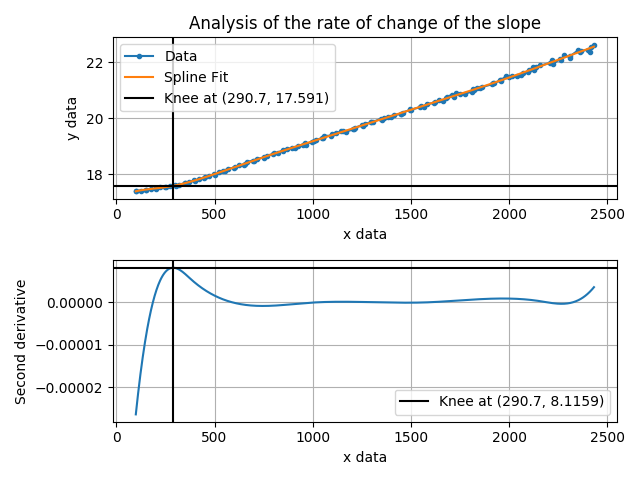 Analysis of the rate of change of the slope
Data
Spline Fit
Knee at (290.7, 17.591)
22
20
18
y data
0 500 1000 1500 2000 2500
x data
0.00000
−0.00001
−0.00002
Second derivative
Knee at (290.7, 8.1159)
0 500 1000 1500 2000 2500
x data